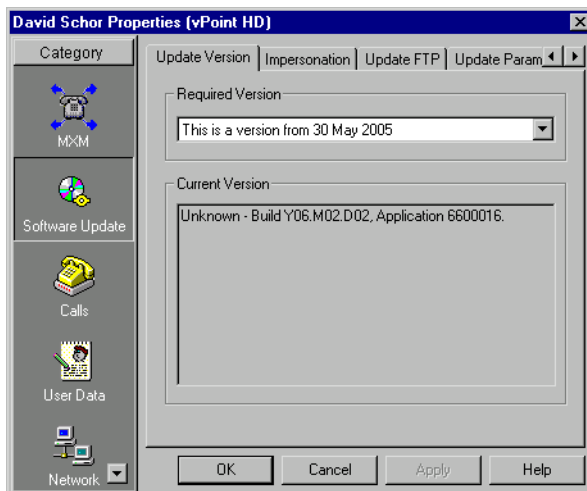 David Schor Properties (vPoint HD)
Category
MXM
Software Update
Calls
User Data
Network
Update Version
Impersonation
Update FTP
Update Param
Required Version
This is a version from 30 May 2005
Current Version
Unknown - Build Y06.M02.D02, Application 6600016.
OK
Cancel
Apply
Help